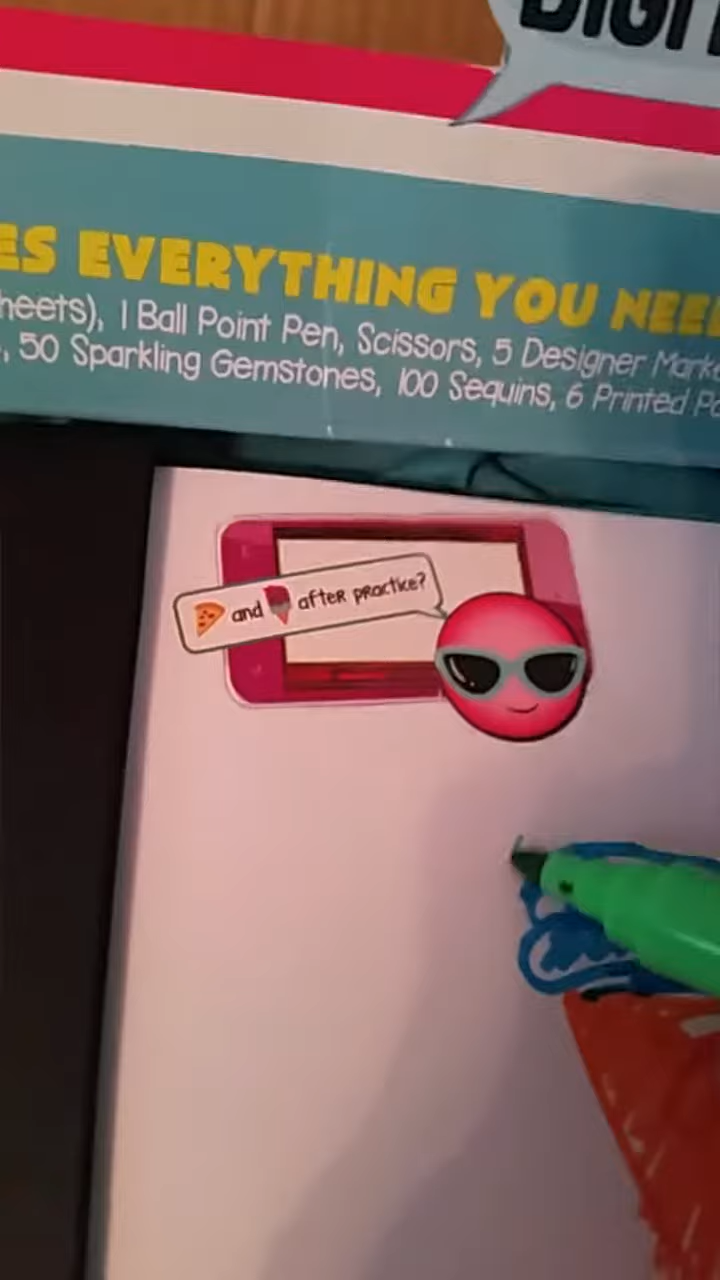 DIGI
ES EVERYTHING YOU NEE
heets), 1 Ball Point Pen, Scissors, 5 Designer Marke
, 50 Sparkling Gemstones, 100 Sequins, 6 Printed Pa
and after practice?